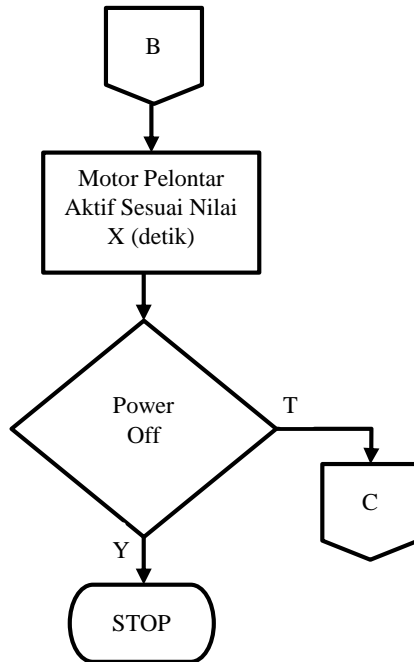 B
Motor Pelontar
Aktif Sesuai Nilai
X (detik)
Power
Off
T
C
Y
STOP